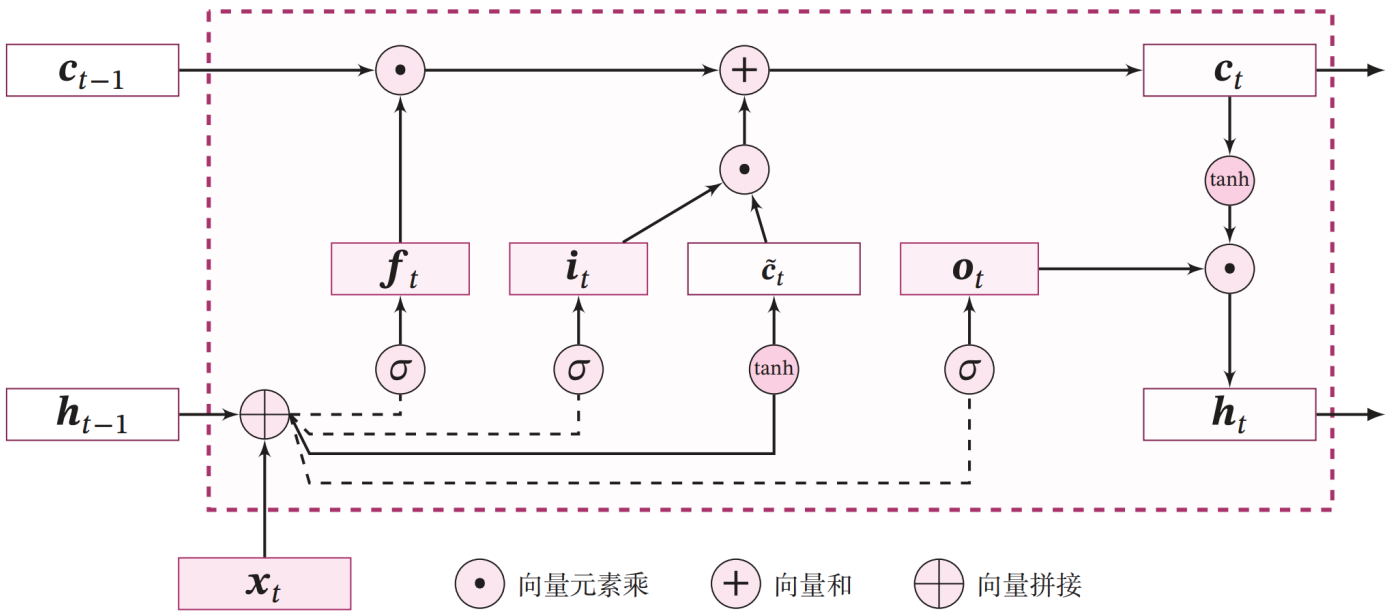 c_{t−1}
c_t
tanh
f_t
i_t
c̃_t
o_t
σ
σ
tanh
σ
h_{t−1}
h_t
x_t
向量元素乘
向量和
向量拼接